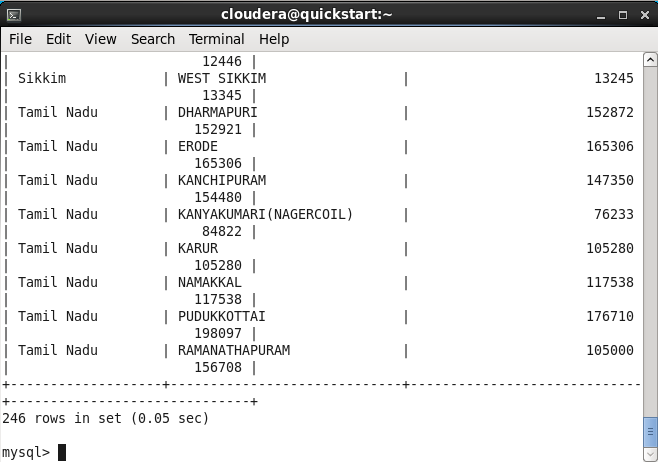 cloudera@quickstart:~
File Edit View Search Terminal Help
| 12446 |
| Sikkim | WEST SIKKIM | 13245
| 13345 |
| Tamil Nadu | DHARMAPURI | 152872
| 152921 |
| Tamil Nadu | ERODE | 165306
| 165306 |
| Tamil Nadu | KANCHIPURAM | 147350
| 154480 |
| Tamil Nadu | KANYAKUMARI(NAGERCOIL) | 76233
| 84822 |
| Tamil Nadu | KARUR | 105280
| 105280 |
| Tamil Nadu | NAMAKKAL | 117538
| 117538 |
| Tamil Nadu | PUDUKKOTTAI | 176710
| 198097 |
| Tamil Nadu | RAMANATHAPURAM | 105000
| 156708 |
+-------------------+-----------------------------+-----------------------------
+------------------------------+
246 rows in set (0.05 sec)
mysql>